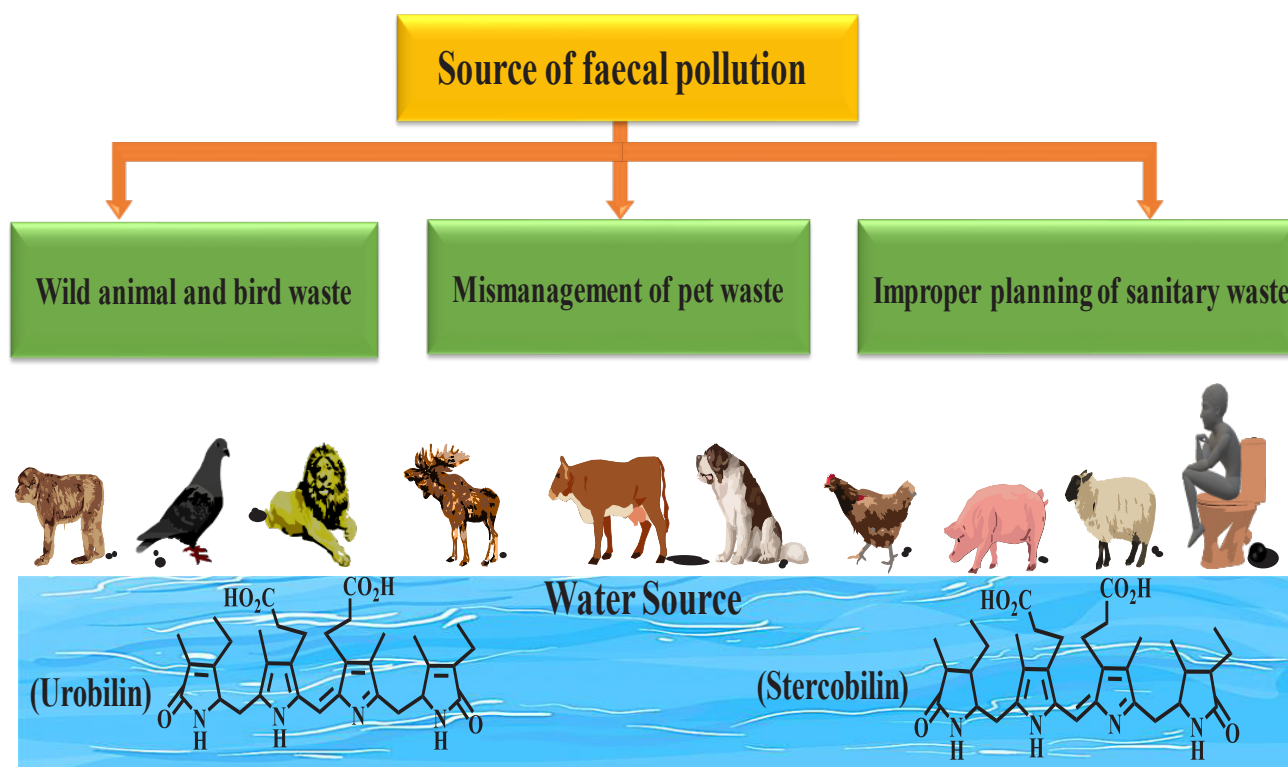 Source of faecal pollution
Wild animal and bird waste
Mismanagement of pet waste
Improper planning of sanitary waste
Water Source
HO₂C
CO₂H
(Urobilin)
O
N
H
N
H
N
N
H
O
HO₂C
CO₂H
(Stercobilin)
O
N
H
N
H
N
N
H
O